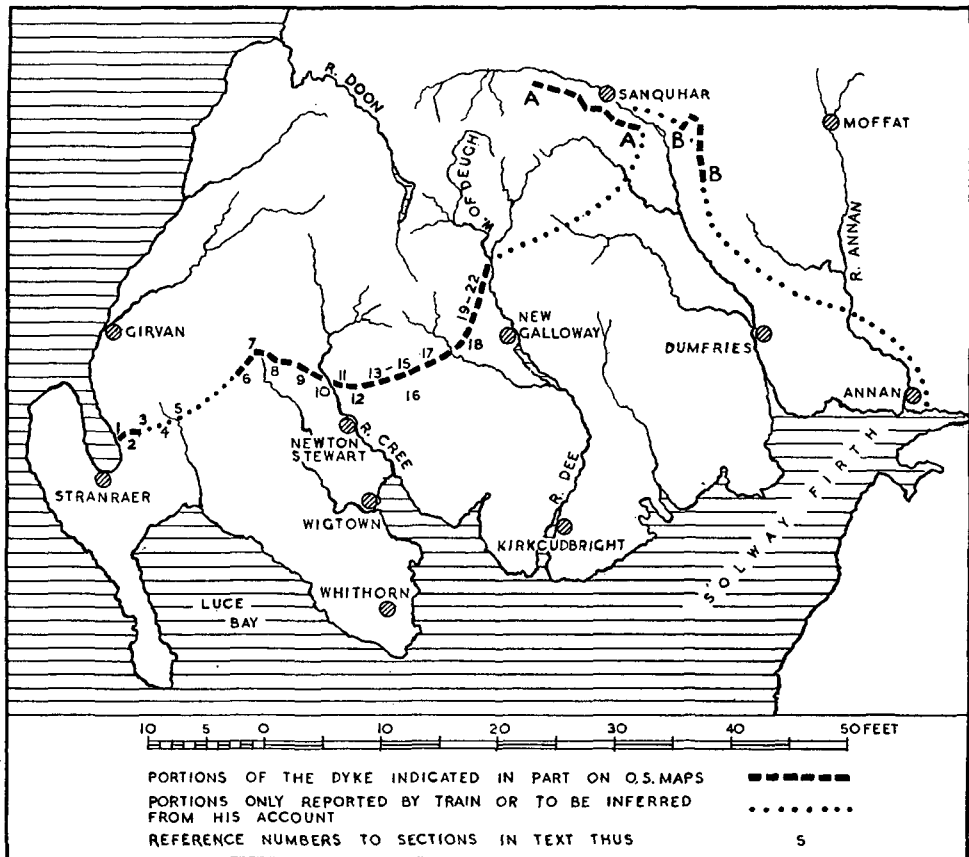 R. DOON
SANQUHAR
A
A
B
B
MOFFAT
W. OF DEUGH
R. ANNAN
19-22
GIRVAN
NEW
GALLOWAY
DUMFRIES
7
6
8
9
10
11
12
13-15
16
17
18
ANNAN
1
2
3
4
5
NEWTON
STEWART
R. CREE
STRANRAER
WIGTOWN
R. DEE
KIRKCUDBRIGHT
SOLWAY FIRTH
WHITHORN
LUCE
BAY
10 5 0 10 20 30 40 50 FEET
PORTIONS OF THE DYKE INDICATED IN PART ON O.S. MAPS
PORTIONS ONLY REPORTED BY TRAIN OR TO BE INFERRED
FROM HIS ACCOUNT
REFERENCE NUMBERS TO SECTIONS IN TEXT THUS 5